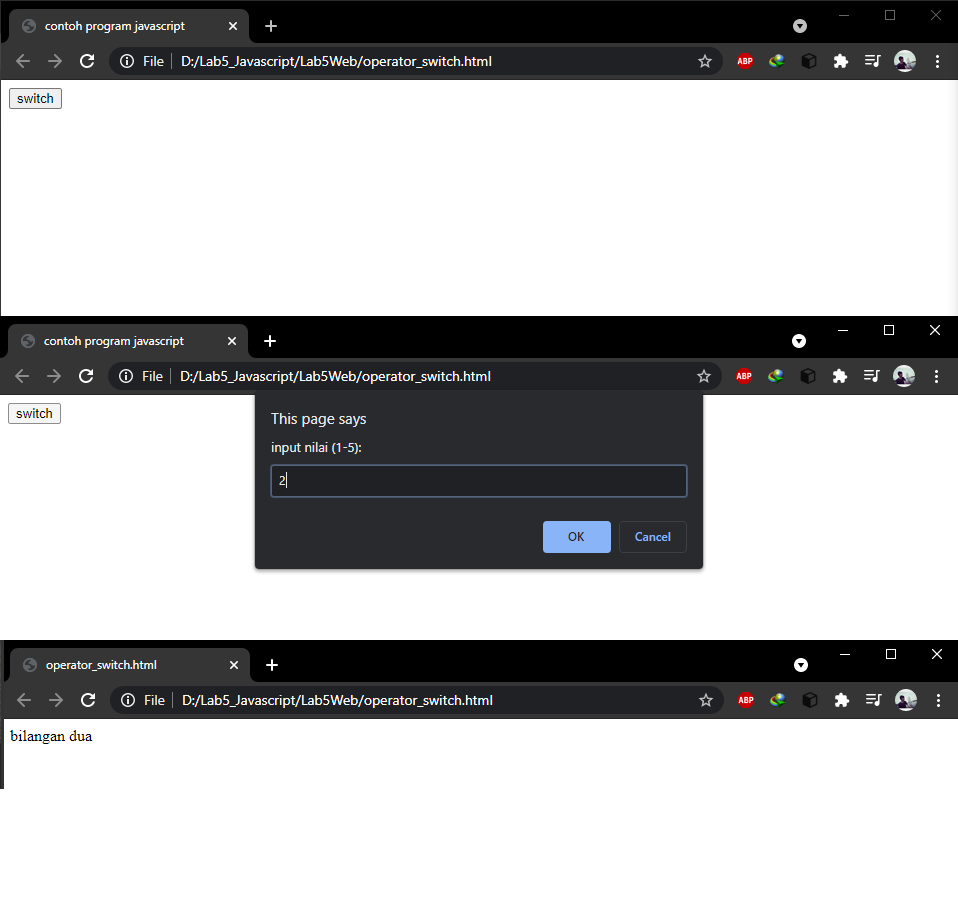 contoh program javascript
File D:/Lab5_Javascript/Lab5Web/operator_switch.html ABP
switch
contoh program javascript
File D:/Lab5_Javascript/Lab5Web/operator_switch.html ABP
switch
This page says
input nilai (1-5):
2
OK Cancel
operator_switch.html
File D:/Lab5_Javascript/Lab5Web/operator_switch.html ABP
bilangan dua